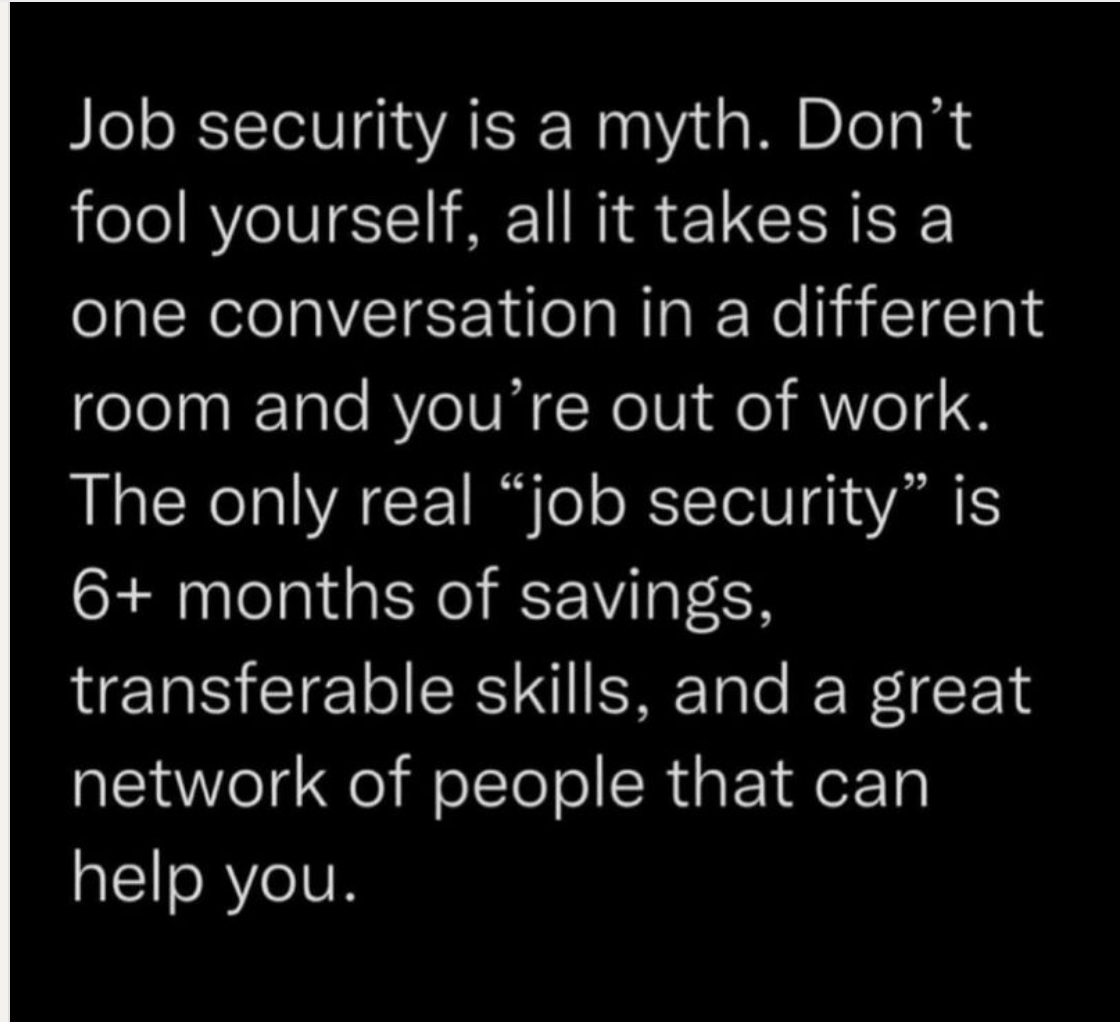 Job security is a myth. Don’t
fool yourself, all it takes is a
one conversation in a different
room and you’re out of work.
The only real “job security” is
6+ months of savings,
transferable skills, and a great
network of people that can
help you.